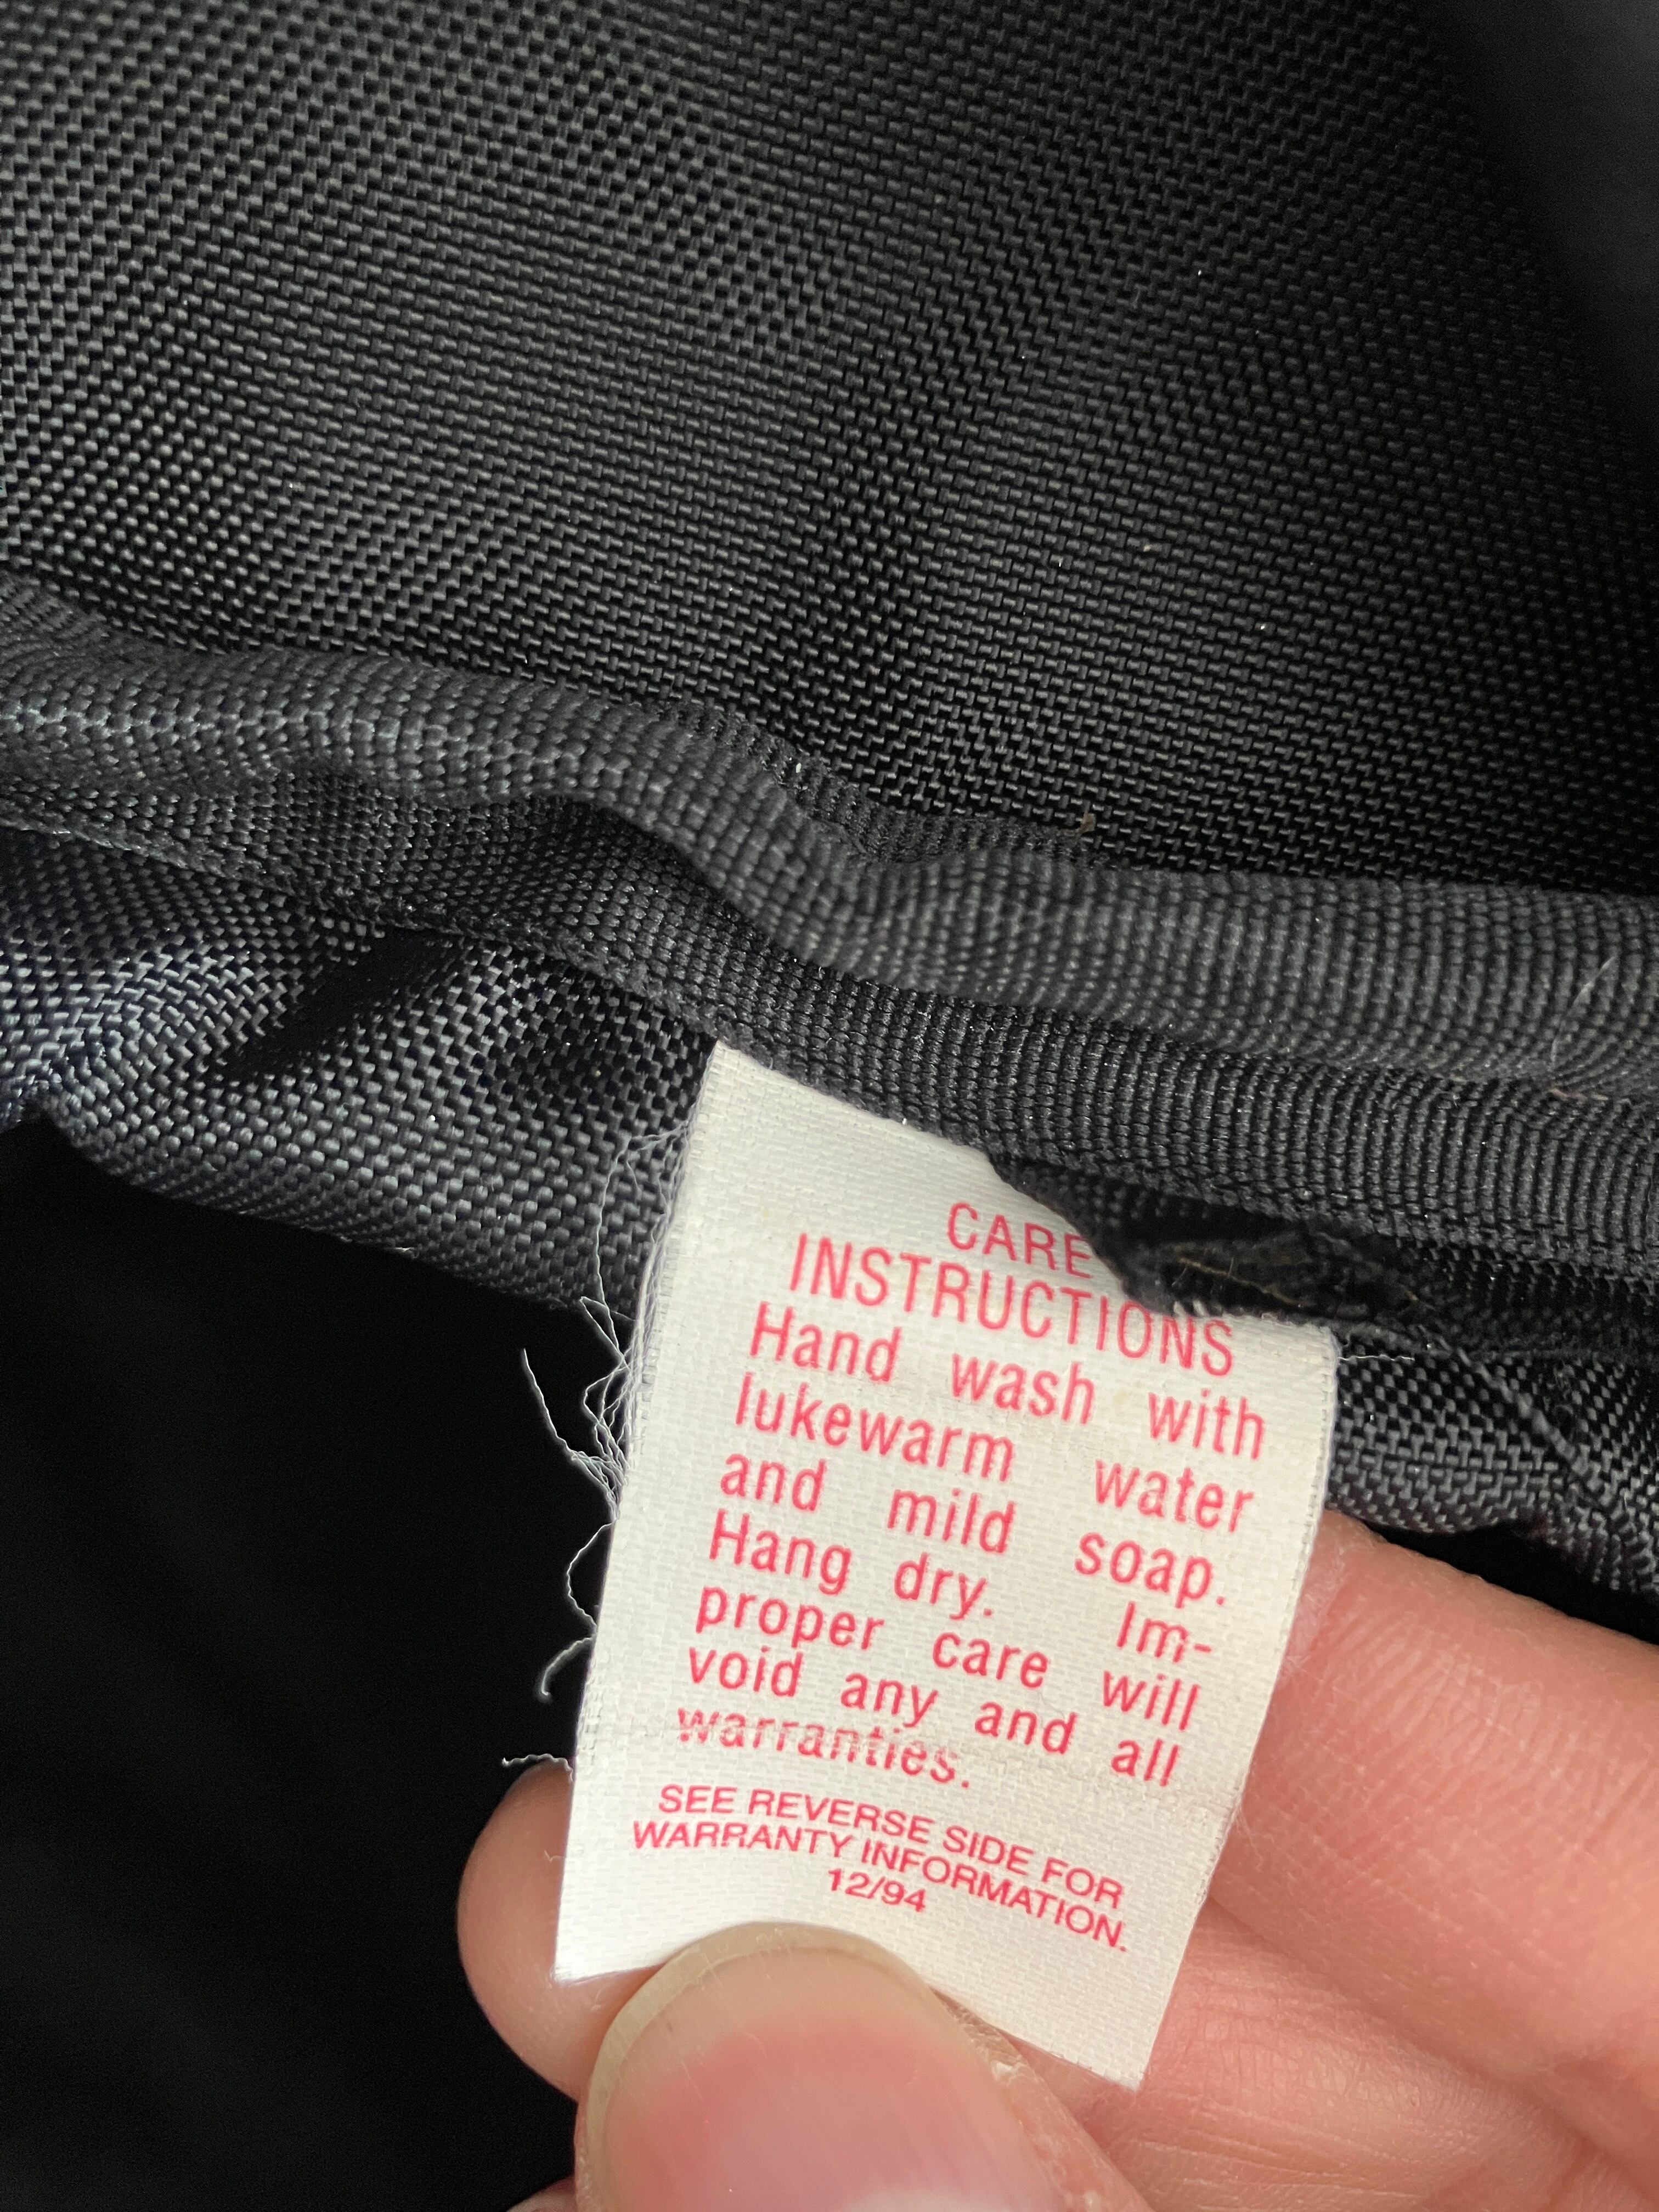 CARE
INSTRUCTIONS
Hand wash with
lukewarm water
and mild soap.
Hang dry. Im-
proper care will
void any and all
warranties.
SEE REVERSE SIDE FOR
WARRANTY INFORMATION.
12/94